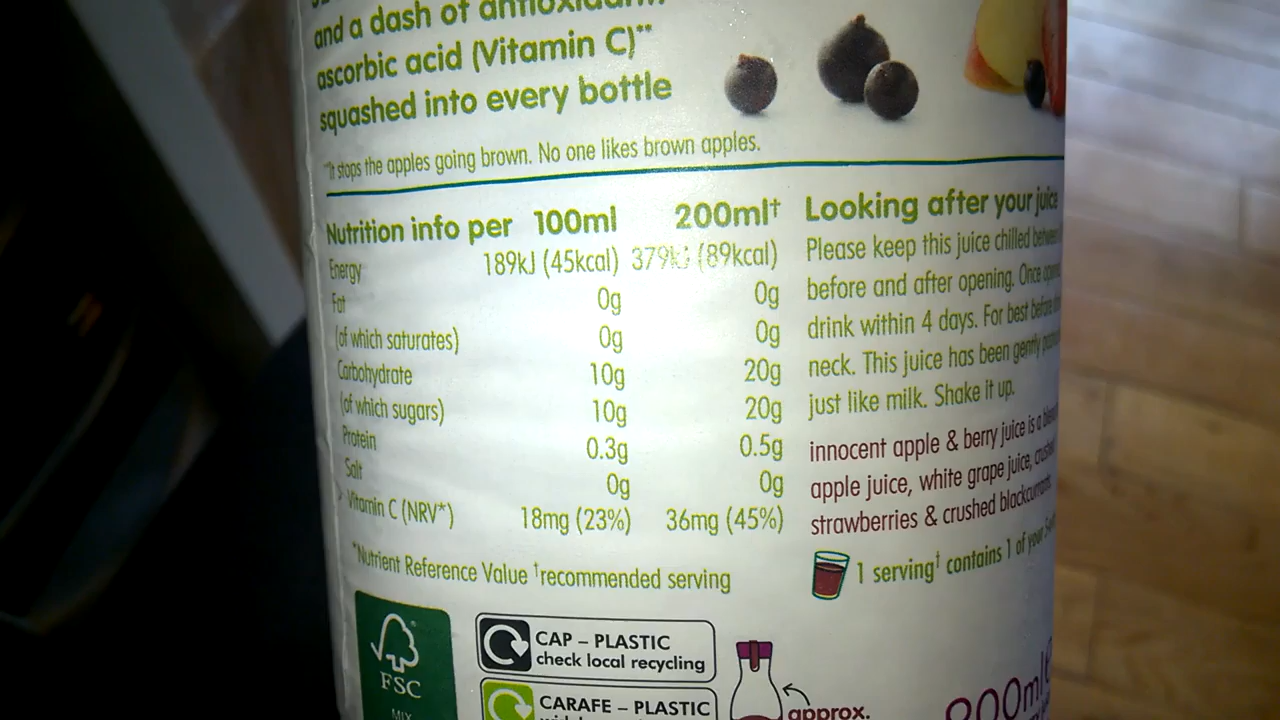 and a dash of
ascorbic acid (Vitamin C)**
squashed into every bottle
**It stops the apples going brown. No one likes brown apples.
Nutrition info per 100ml 200ml†
Energy 189kJ (45kcal) 379kJ (89kcal)
Fat 0g 0g
(of which saturates) 0g 0g
Carbohydrate 10g 20g
(of which sugars) 10g 20g
Protein 0.3g 0.5g
Salt 0g 0g
Vitamin C (NRV*) 18mg (23%) 36mg (45%)
*Nutrient Reference Value †recommended serving
Looking after your juice
Please keep this juice chilled
before and after opening. Once
drink within 4 days. For best before
neck. This juice has been gently
just like milk. Shake it up.
innocent apple & berry juice is a
apple juice, white grape juice,
strawberries & crushed
1 serving† contains 1 of your
FSC
MIX
CAP – PLASTIC
check local recycling
CARAFE – PLASTIC
approx.